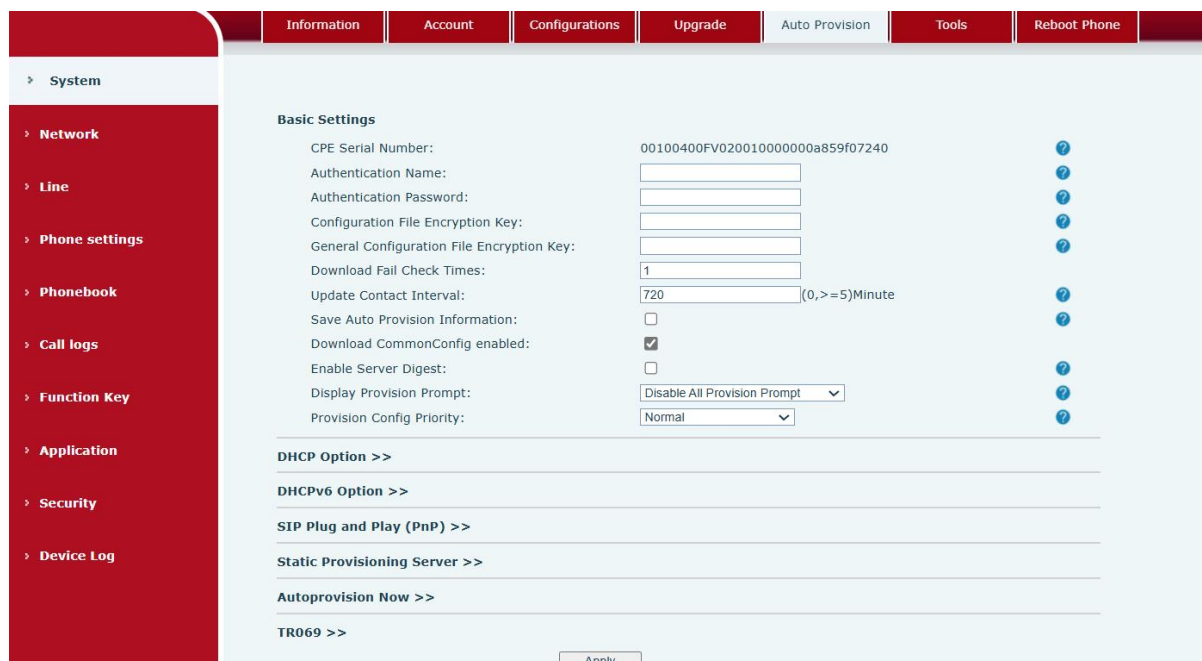 Information Account Configurations Upgrade Auto Provision Tools Reboot Phone
System
Network
Line
Phone settings
Phonebook
Call logs
Function Key
Application
Security
Device Log
Basic Settings
CPE Serial Number: 00100400FV020010000000a859f07240
Authentication Name:
Authentication Password:
Configuration File Encryption Key:
General Configuration File Encryption Key:
Download Fail Check Times: 1
Update Contact Interval: 720 (0,>=5)Minute
Save Auto Provision Information:
Download CommonConfig enabled:
Enable Server Digest:
Display Provision Prompt: Disable All Provision Prompt
Provision Config Priority: Normal
DHCP Option >>
DHCPv6 Option >>
SIP Plug and Play (PnP) >>
Static Provisioning Server >>
Autoprovision Now >>
TR069 >>
Apply